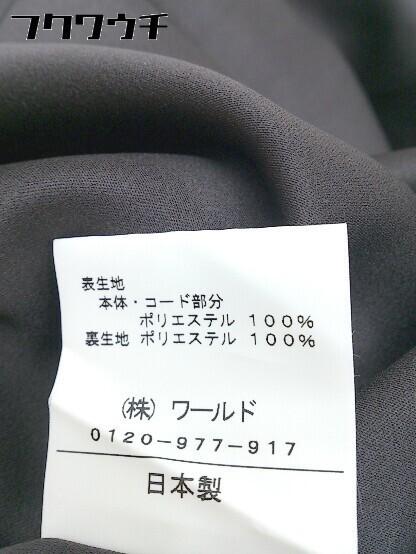 フクワウチ
表生地
本体・コード部分
ポリエステル 100%
裏生地 ポリエステル 100%
(株) ワールド
0120-977-917
日本製